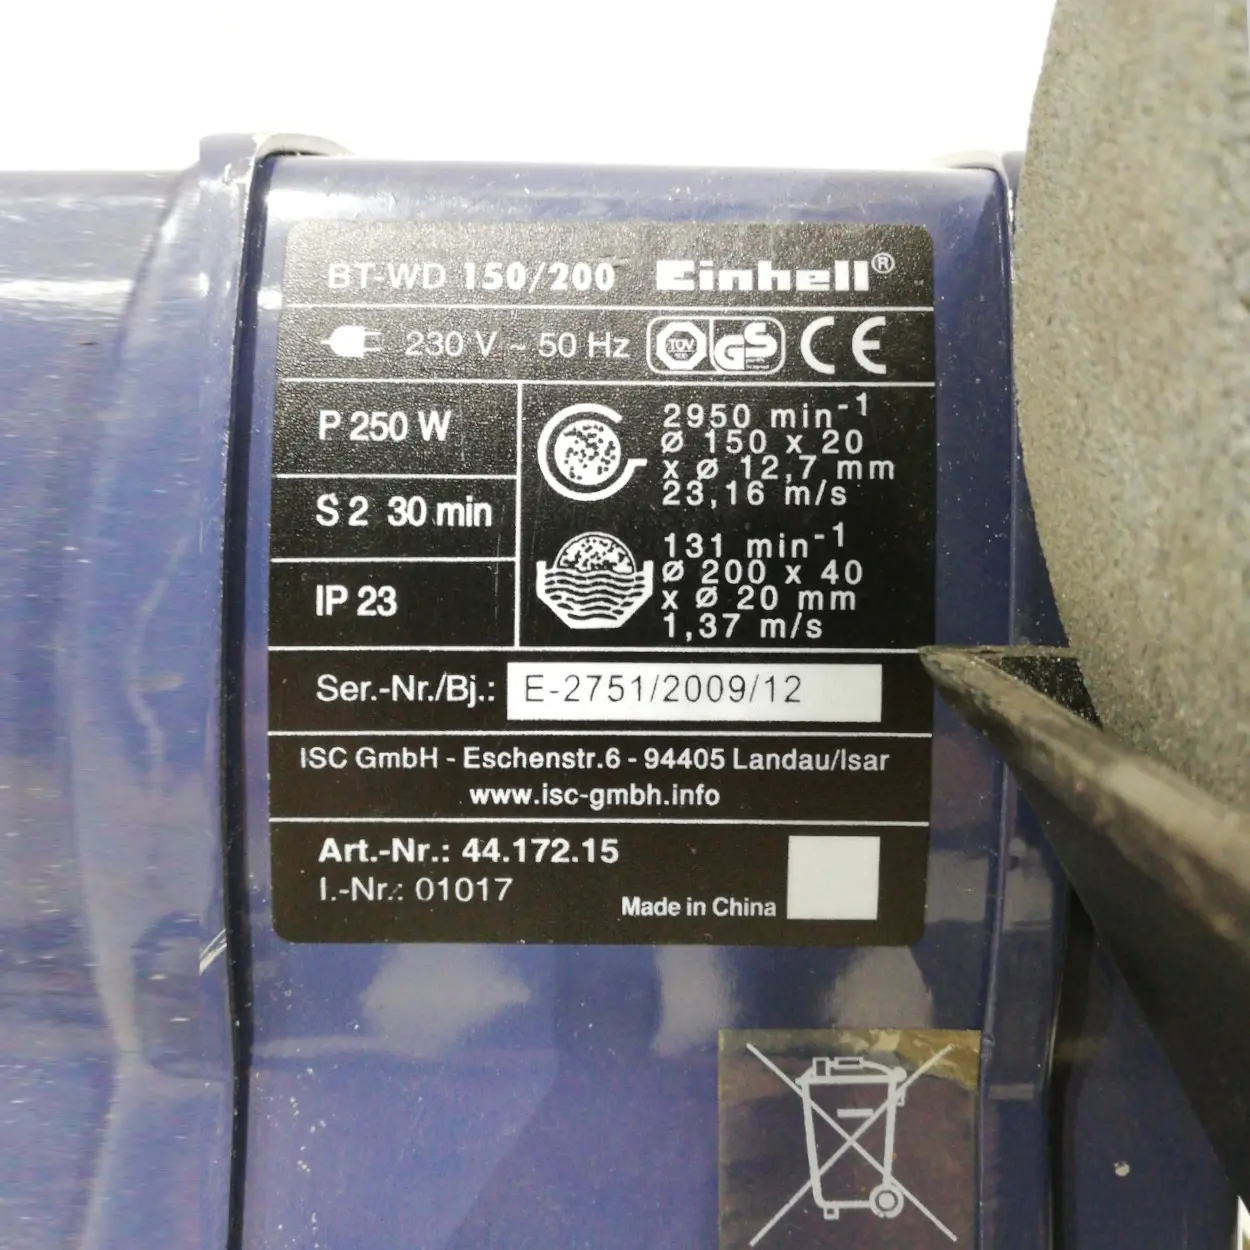 BT-WD 150/200 Einhell®
230 V ~ 50 Hz TÜV GS CE
P 250 W
S 2 30 min
IP 23
2950 min-1
Ø 150 x 20
x Ø 12,7 mm
23,16 m/s
131 min-1
Ø 200 x 40
x Ø 20 mm
1,37 m/s
Ser.-Nr./Bj.: E-2751/2009/12
ISC GmbH - Eschenstr.6 - 94405 Landau/Isar
www.isc-gmbh.info
Art.-Nr.: 44.172.15
I.-Nr.: 01017
Made in China